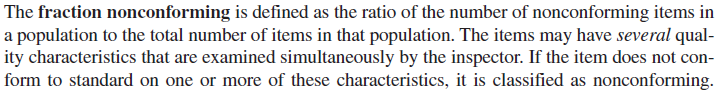 The fraction nonconforming is defined as the ratio of the number of nonconforming items in
a population to the total number of items in that population. The items may have several qual-
ity characteristics that are examined simultaneously by the inspector. If the item does not con-
form to standard on one or more of these characteristics, it is classified as nonconforming.